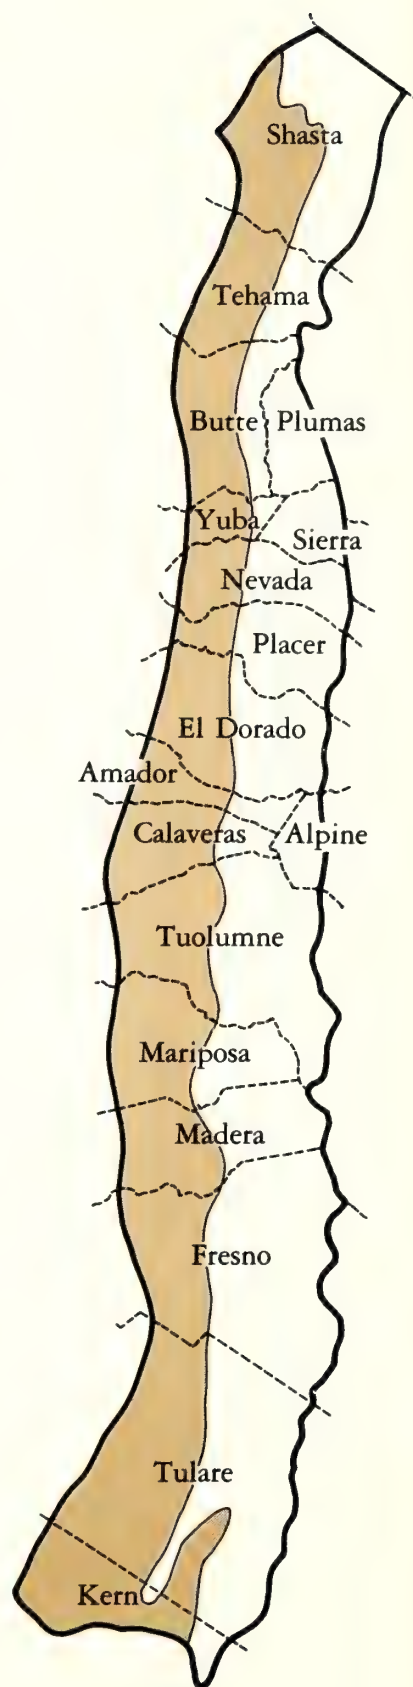 Shasta
Tehama
Butte
Plumas
Yuba
Sierra
Nevada
Placer
El Dorado
Amador
Calaveras
Alpine
Tuolumne
Mariposa
Madera
Fresno
Tulare
Kern